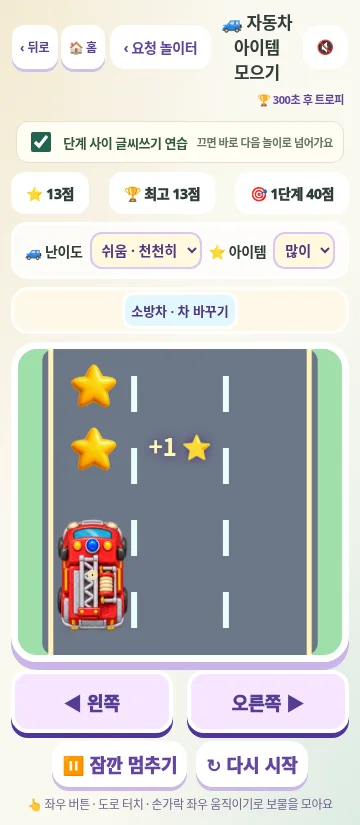 ‹ 뒤로
🏠 홈
‹ 요청 놀이터
🚙 자동차
아이템
모으기
🏆 300초 후 트로피
단계 사이 글씨쓰기 연습 끄면 바로 다음 놀이로 넘어가요
⭐ 13점
🏆 최고 13점
🎯 1단계 40점
🚙 난이도 쉬움 · 천천히
⭐ 아이템 많이
소방차 · 차 바꾸기
+1 ⭐
◀ 왼쪽
오른쪽 ▶
⏸ 잠깐 멈추기
↻ 다시 시작
👆 좌우 버튼 · 도로 터치 · 손가락 좌우 움직이기로 보물을 모아요